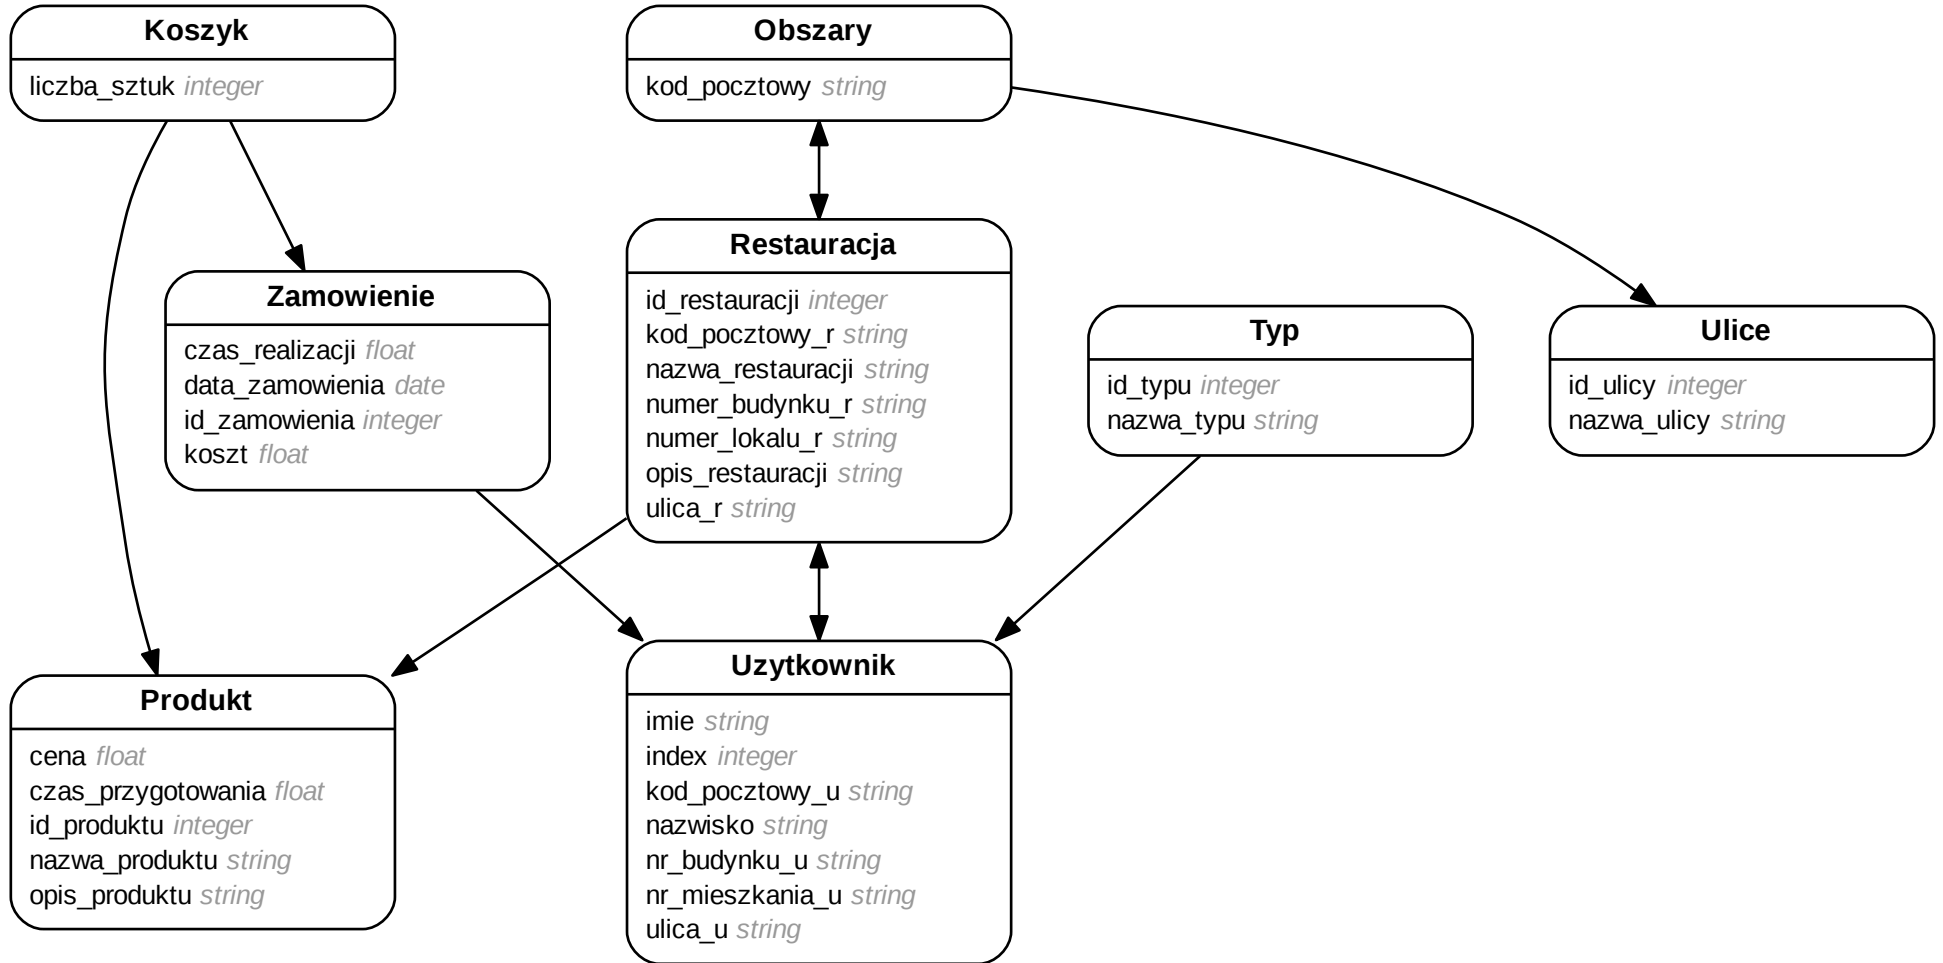 Koszyk
liczba_sztuk integer
Obszary
kod_pocztowy string
Zamowienie
czas_realizacji float
data_zamowienia date
id_zamowienia integer
koszt float
Restauracja
id_restauracji integer
kod_pocztowy_r string
nazwa_restauracji string
numer_budynku_r string
numer_lokalu_r string
opis_restauracji string
ulica_r string
Typ
id_typu integer
nazwa_typu string
Ulice
id_ulicy integer
nazwa_ulicy string
Produkt
cena float
czas_przygotowania float
id_produktu integer
nazwa_produktu string
opis_produktu string
Uzytkownik
imie string
index integer
kod_pocztowy_u string
nazwisko string
nr_budynku_u string
nr_mieszkania_u string
ulica_u string